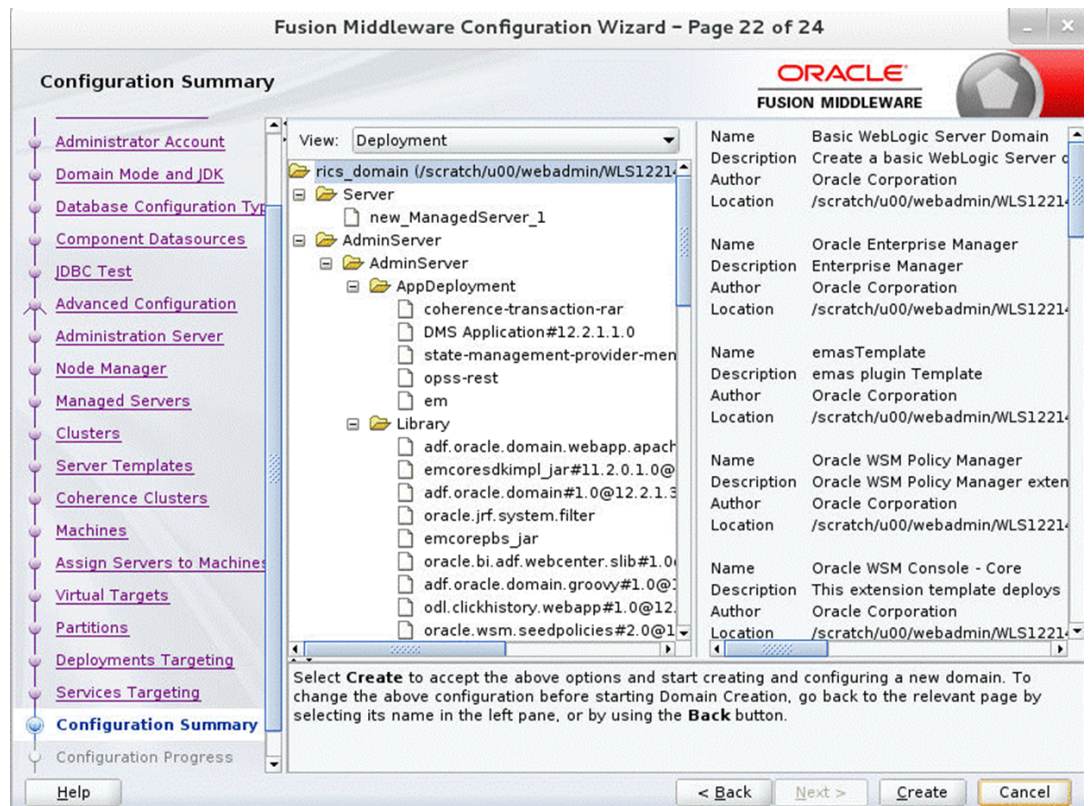 Fusion Middleware Configuration Wizard – Page 22 of 24
Configuration Summary
ORACLE
FUSION MIDDLEWARE
Administrator Account
Domain Mode and JDK
Database Configuration Typ
Component Datasources
JDBC Test
Advanced Configuration
Administration Server
Node Manager
Managed Servers
Clusters
Server Templates
Coherence Clusters
Machines
Assign Servers to Machines
Virtual Targets
Partitions
Deployments Targeting
Services Targeting
Configuration Summary
Configuration Progress
View: Deployment
rics_domain (/scratch/u00/webadmin/WLS12214
Server
new_ManagedServer_1
AdminServer
AdminServer
AppDeployment
coherence-transaction-rar
DMS Application#12.2.1.1.0
state-management-provider-men
opss-rest
em
Library
adf.oracle.domain.webapp.apach
emcoresdkimpl_jar#11.2.0.1.0@
adf.oracle.domain#1.0@12.2.1.3
oracle.jrf.system.filter
emcorepbs_jar
oracle.bi.adf.webcenter.slib#1.0
adf.oracle.domain.groovy#1.0@
odl.clickhistory.webapp#1.0@12.
oracle.wsm.seedpolicies#2.0@1
Name Basic WebLogic Server Domain
Description Create a basic WebLogic Server
Author Oracle Corporation
Location /scratch/u00/webadmin/WLS12214
Name Oracle Enterprise Manager
Description Enterprise Manager
Author Oracle Corporation
Location /scratch/u00/webadmin/WLS12214
Name emasTemplate
Description emas plugin Template
Author Oracle Corporation
Location /scratch/u00/webadmin/WLS12214
Name Oracle WSM Policy Manager
Description Oracle WSM Policy Manager exten
Author Oracle Corporation
Location /scratch/u00/webadmin/WLS12214
Name Oracle WSM Console - Core
Description This extension template deploys
Author Oracle Corporation
Location /scratch/u00/webadmin/WLS12214
Select Create to accept the above options and start creating and configuring a new domain. To
change the above configuration before starting Domain Creation, go back to the relevant page by
selecting its name in the left pane, or by using the Back button.
Help
< Back
Next >
Create
Cancel